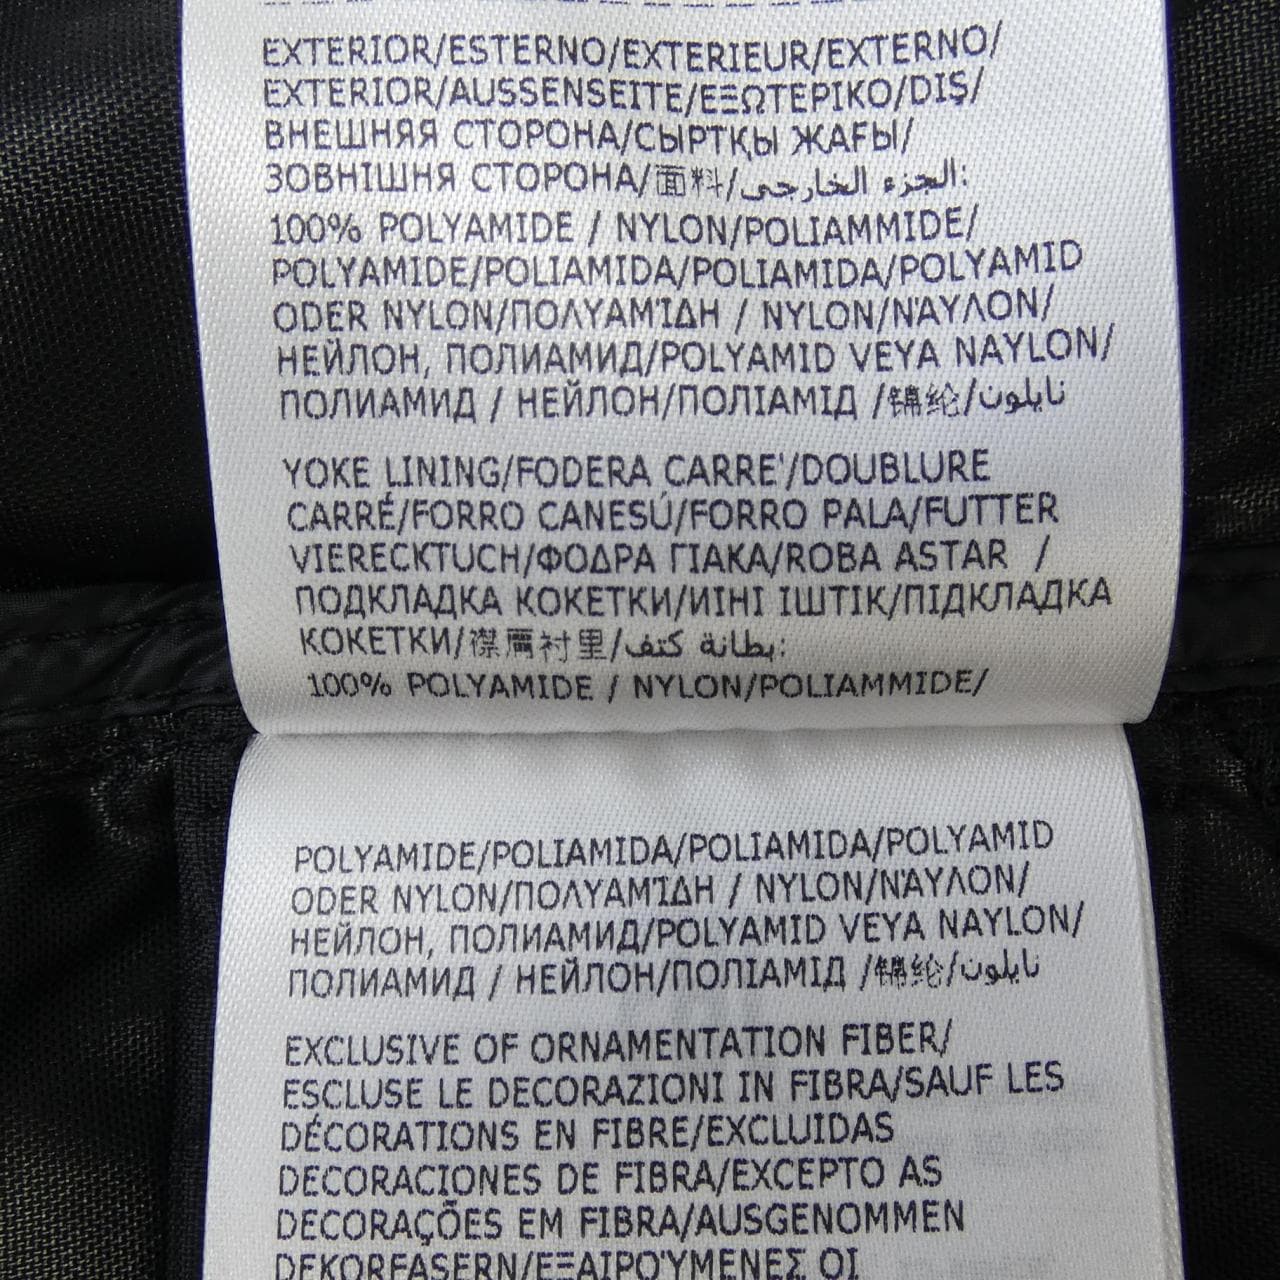 EXTERIOR/ESTERNO/EXTERIEUR/EXTERNO/
EXTERIOR/AUSSENSEITE/ΕΞΩΤΕΡΙΚΟ/DIŞ/
ВНЕШНЯЯ СТОРОНА/СЫРТҚЫ ЖАҒЫ/
ЗОВНІШНЯ СТОРОНА/面料/الجزء الخارجي:
100% POLYAMIDE / NYLON/POLIAMMIDE/
POLYAMIDE/POLIAMIDA/POLIAMIDA/POLYAMID
ODER NYLON/ΠΟΛΥΑΜΊΔΗ / NYLON/ΝΆΥΛΟΝ/
НЕЙЛОН, ПОЛИАМИД/POLYAMID VEYA NAYLON/
ПОЛИАМИД / НЕЙЛОН/ПОЛІАМІД /锦纶/نايلون
YOKE LINING/FODERA CARRE'/DOUBLURE
CARRÉ/FORRO CANESÚ/FORRO PALA/FUTTER
VIERECKTUCH/ΦΟΔΡΑ ΓΙΑΚΑ/ROBA ASTAR /
ПОДКЛАДКА КОКЕТКИ/ИІНІ ІШТІК/ПІДКЛАДКА
КОКЕТКИ/襟肩衬里/بطانة كتف:
100% POLYAMIDE / NYLON/POLIAMMIDE/
POLYAMIDE/POLIAMIDA/POLIAMIDA/POLYAMID
ODER NYLON/ΠΟΛΥΑΜΊΔΗ / NYLON/ΝΆΥΛΟΝ/
НЕЙЛОН, ПОЛИАМИД/POLYAMID VEYA NAYLON/
ПОЛИАМИД / НЕЙЛОН/ПОЛІАМІД /锦纶/نايلون
EXCLUSIVE OF ORNAMENTATION FIBER/
ESCLUSE LE DECORAZIONI IN FIBRA/SAUF LES
DÉCORATIONS EN FIBRE/EXCLUIDAS
DECORACIONES DE FIBRA/EXCEPTO AS
DECORAÇÕES EM FIBRA/AUSGENOMMEN
DEKORFASERN/ΕΞΑΙΡΟΎΜΕΝΕΣ ΟΙ